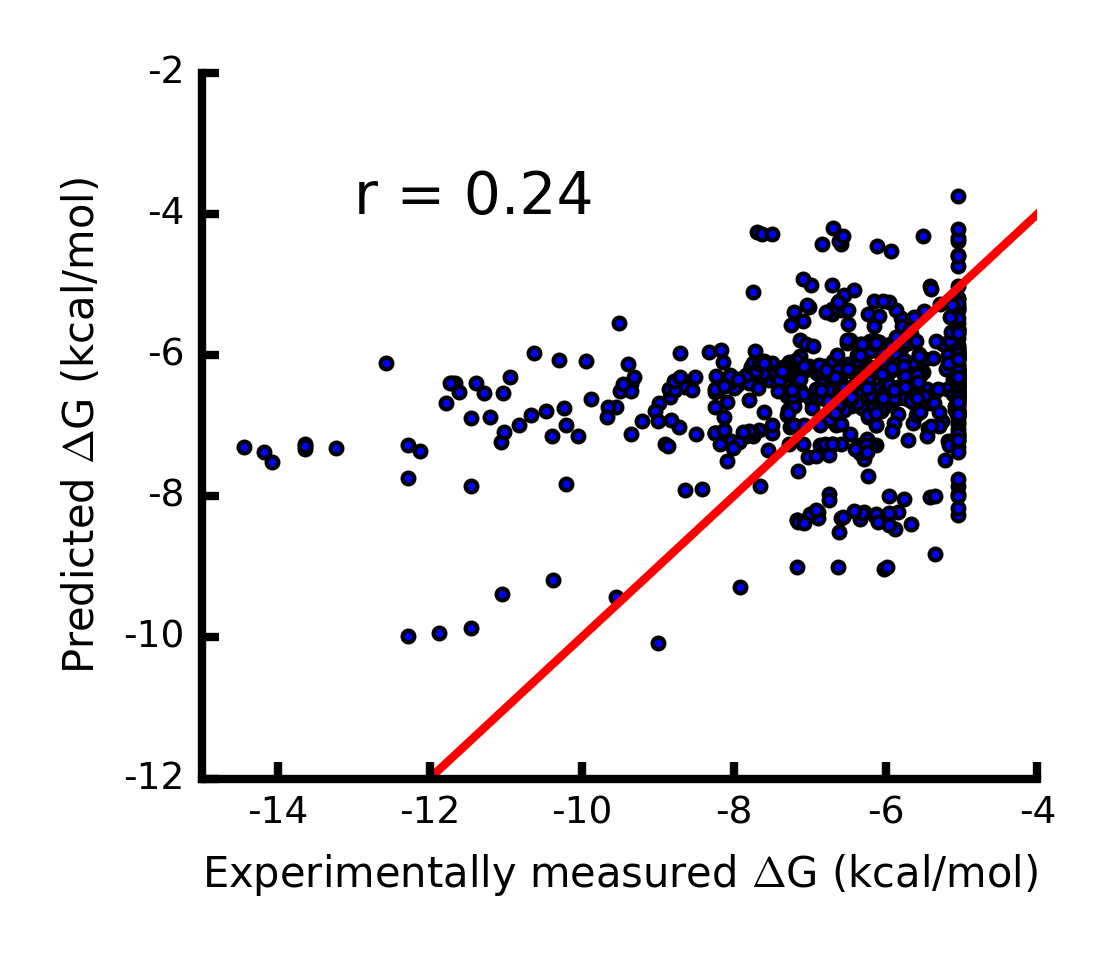 -2
r = 0.24
-4
-6
-8
-10
-12
Predicted ΔG (kcal/mol)
-14 -12 -10 -8 -6 -4
Experimentally measured ΔG (kcal/mol)